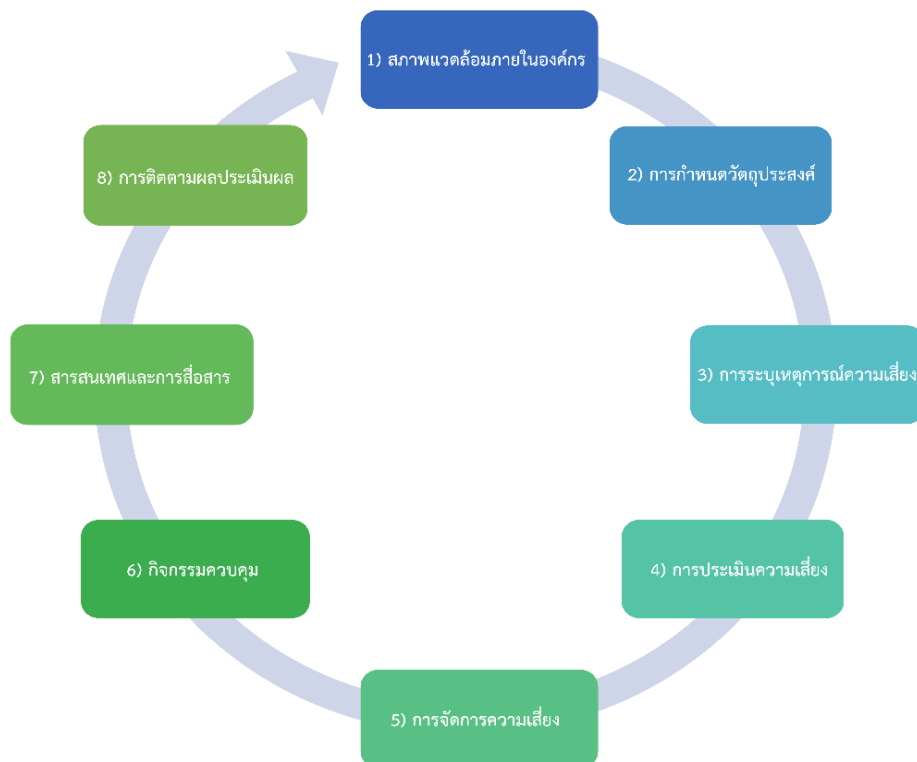 1) สภาพแวดล้อมภายในองค์กร
2) การกำหนดวัตถุประสงค์
3) การระบุเหตุการณ์ความเสี่ยง
4) การประเมินความเสี่ยง
5) การจัดการความเสี่ยง
6) กิจกรรมควบคุม
7) สารสนเทศและการสื่อสาร
8) การติตตามผลประเมินผล